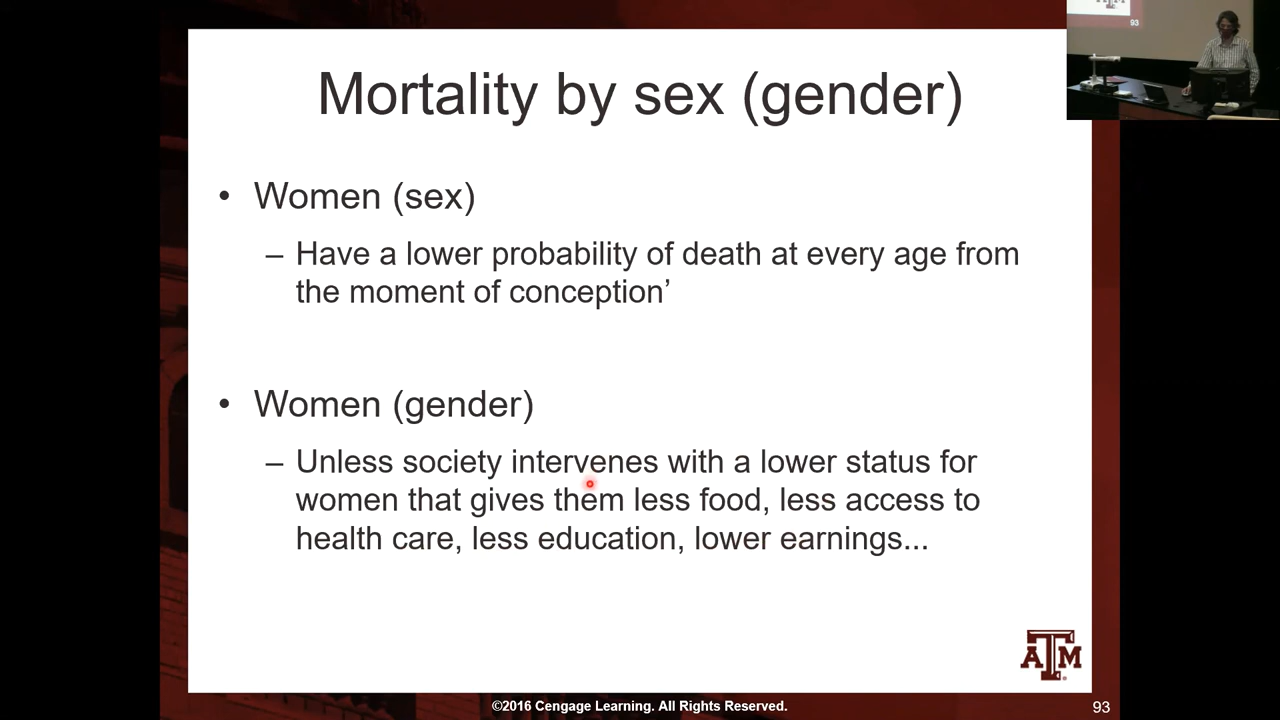 Mortality by sex (gender)
• Women (sex)
– Have a lower probability of death at every age from
the moment of conception’
• Women (gender)
– Unless society intervenes with a lower status for
women that gives them less food, less access to
health care, less education, lower earnings...
ATM
©2016 Cengage Learning. All Rights Reserved.
93
93